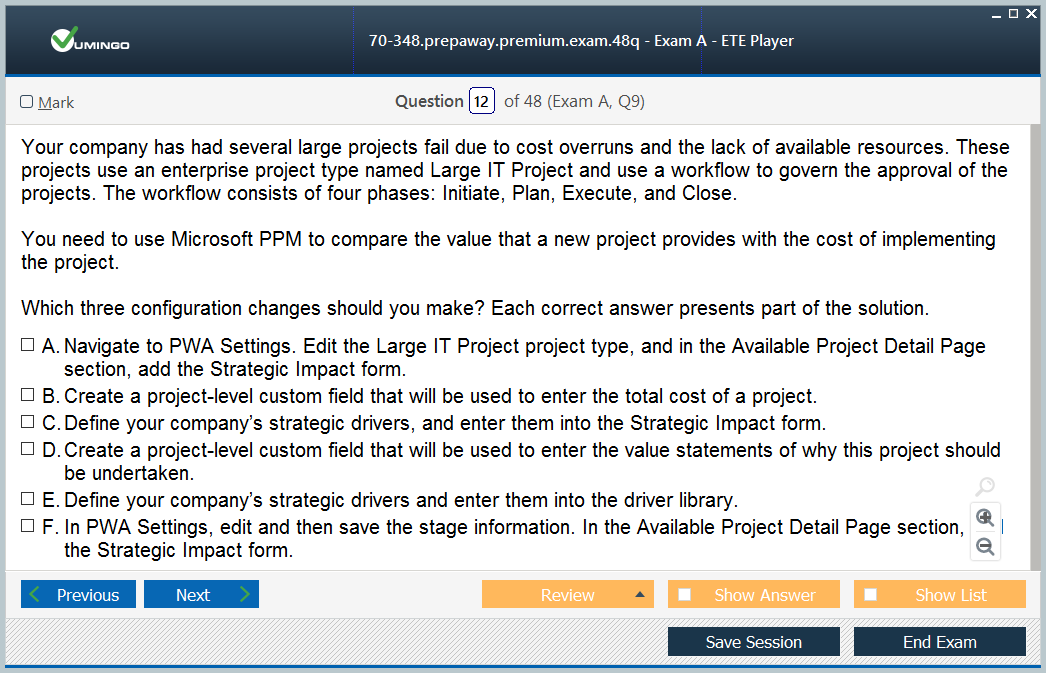 VUMINGO
70-348.prepaway.premium.exam.48q - Exam A - ETE Player
Mark
Question 12 of 48 (Exam A, Q9)
Your company has had several large projects fail due to cost overruns and the lack of available resources. These
projects use an enterprise project type named Large IT Project and use a workflow to govern the approval of the
projects. The workflow consists of four phases: Initiate, Plan, Execute, and Close.
You need to use Microsoft PPM to compare the value that a new project provides with the cost of implementing
the project.
Which three configuration changes should you make? Each correct answer presents part of the solution.
A. Navigate to PWA Settings. Edit the Large IT Project project type, and in the Available Project Detail Page
section, add the Strategic Impact form.
B. Create a project-level custom field that will be used to enter the total cost of a project.
C. Define your company's strategic drivers, and enter them into the Strategic Impact form.
D. Create a project-level custom field that will be used to enter the value statements of why this project should
be undertaken.
E. Define your company's strategic drivers and enter them into the driver library.
F. In PWA Settings, edit and then save the stage information. In the Available Project Detail Page section,
the Strategic Impact form.
Previous Next Review Show Answer Show List
Save Session End Exam